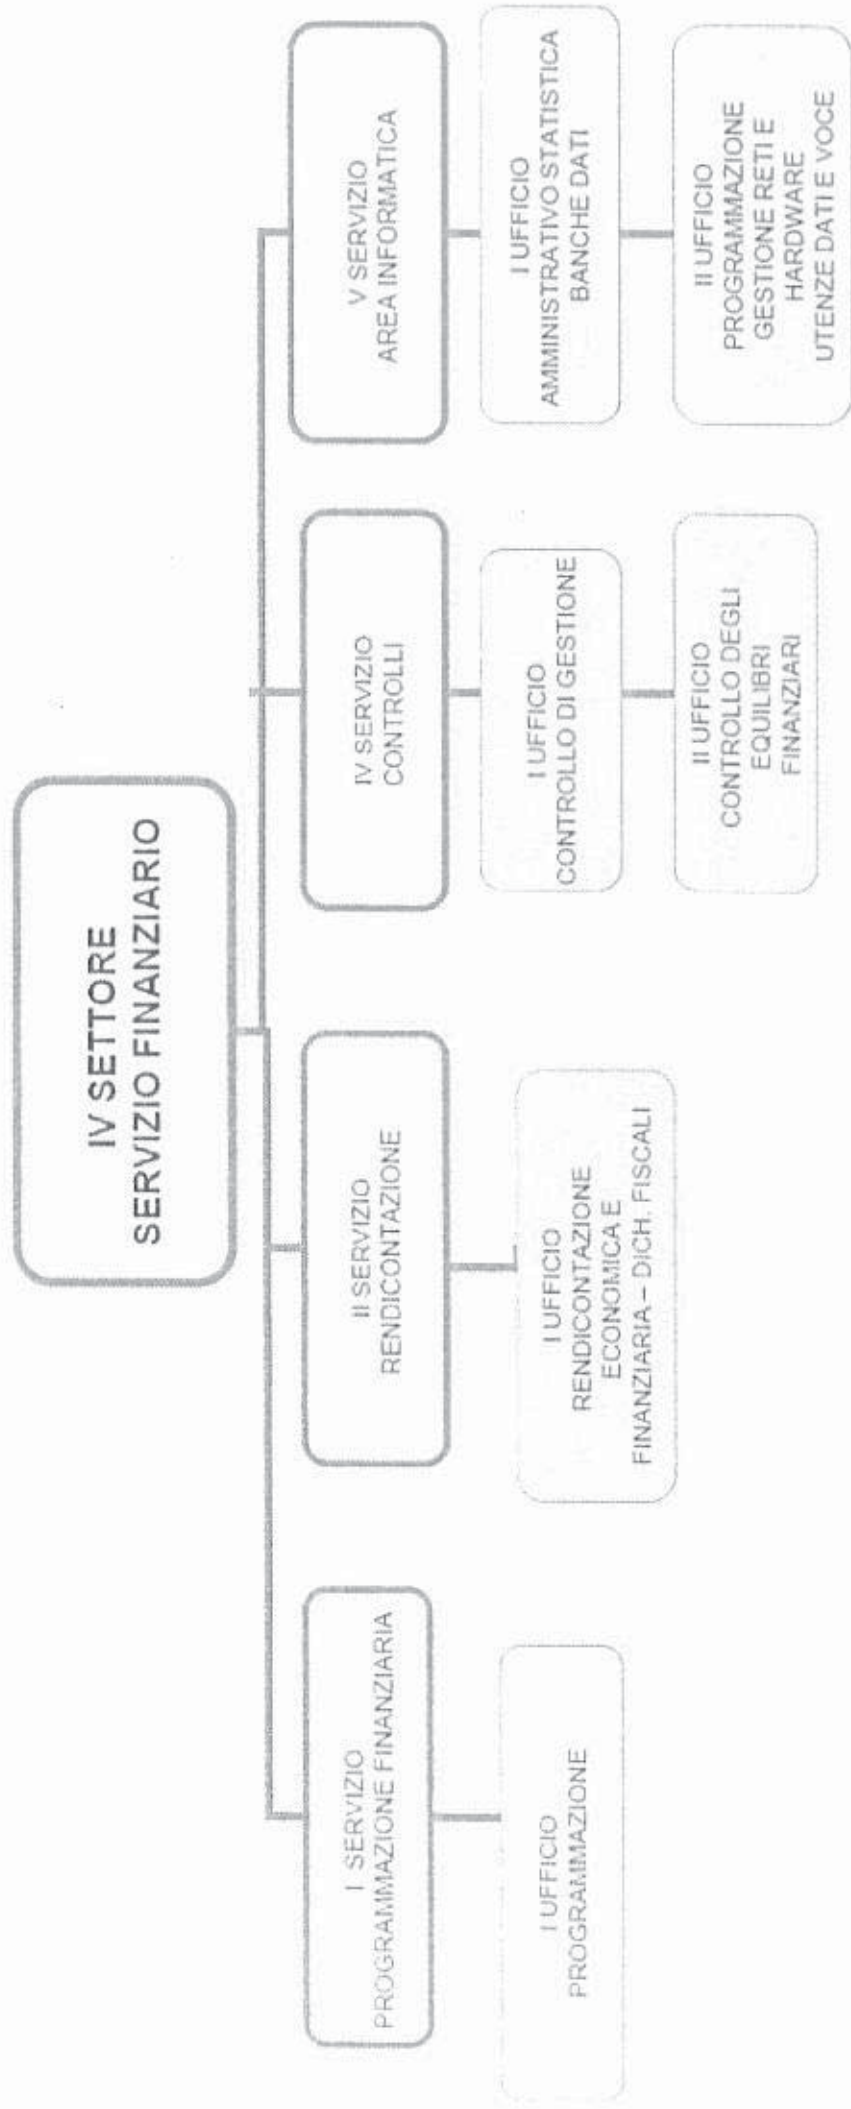 IV SETTORE
SERVIZIO FINANZIARIO
I SERVIZIO
PROGRAMMAZIONE FINANZIARIA
I UFFICIO
PROGRAMMAZIONE
II SERVIZIO
RENDICONTAZIONE
I UFFICIO
RENDICONTAZIONE
ECONOMICA E
FINANZIARIA – DICH. FISCALI
IV SERVIZIO
CONTROLLI
I UFFICIO
CONTROLLO DI GESTIONE
II UFFICIO
CONTROLLO DEGLI
EQUILIBRI
FINANZIARI
V SERVIZIO
AREA INFORMATICA
I UFFICIO
AMMINISTRATIVO STATISTICA
BANCHE DATI
II UFFICIO
PROGRAMMAZIONE
GESTIONE RETI E
HARDWARE
UTENZE DATI E VOCE